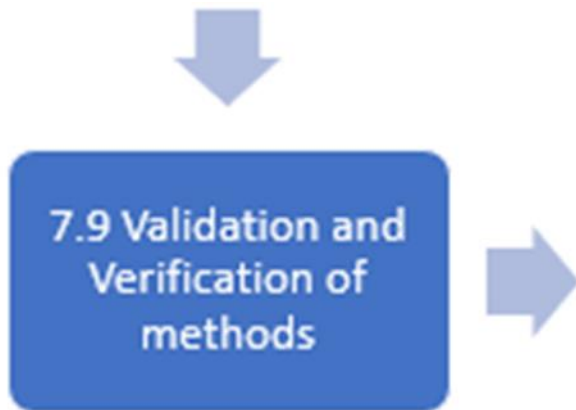 7.9 Validation and
Verification of
methods